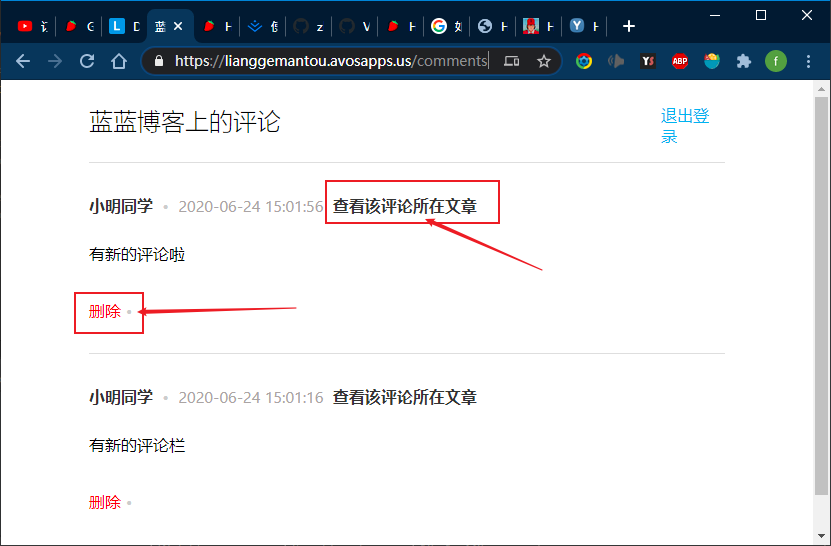 G
D
蓝
z
V
https://lianggemantou.avosapps.us/comments
YS
ABP
f
蓝蓝博客上的评论
退出登
录
小明同学 • 2020-06-24 15:01:56 查看该评论所在文章
有新的评论啦
删除 •
小明同学 • 2020-06-24 15:01:16 查看该评论所在文章
有新的评论栏
删除 •